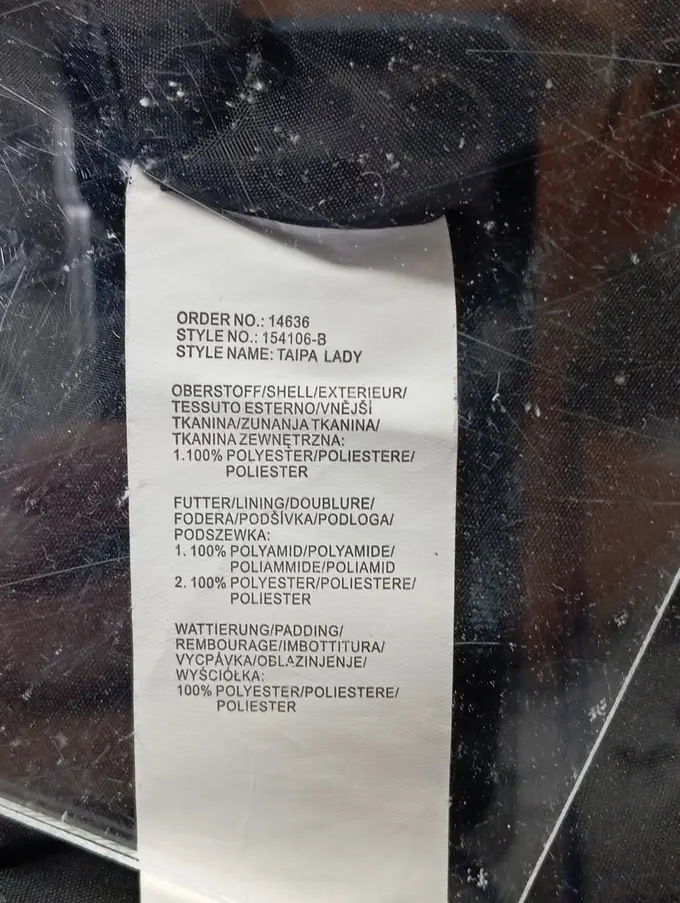 ORDER NO.: 14636
STYLE NO.: 154106-B
STYLE NAME: TAIPA LADY
OBERSTOFF/SHELL/EXTERIEUR/
TESSUTO ESTERNO/VNĚJŠÍ
TKANINA/ZUNANJA TKANINA/
TKANINA ZEWNĘTRZNA:
1.100% POLYESTER/POLIESTERE/
POLIESTER
FUTTER/LINING/DOUBLURE/
FODERA/PODŠÍVKA/PODLOGA/
PODSZEWKA:
1. 100% POLYAMID/POLYAMIDE/
POLIAMMIDE/POLIAMID
2. 100% POLYESTER/POLIESTERE/
POLIESTER
WATTIERUNG/PADDING/
REMBOURAGE/IMBOTTITURA/
VYCPÁVKA/OBLAZINJENJE/
WYŚCIÓŁKA:
100% POLYESTER/POLIESTERE/
POLIESTER